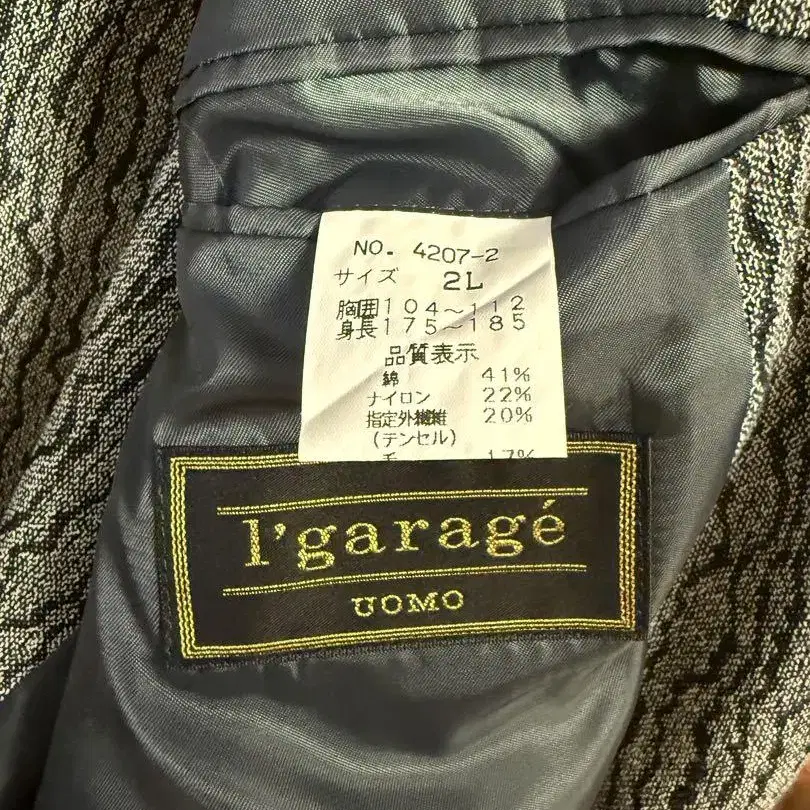 NO. 4207-2
サイズ 2L
胸囲104～112
身長175～185
品質表示
綿 41%
ナイロン 22%
指定外繊維 20%
(テンセル)
毛 17%
l'garagé
UOMO